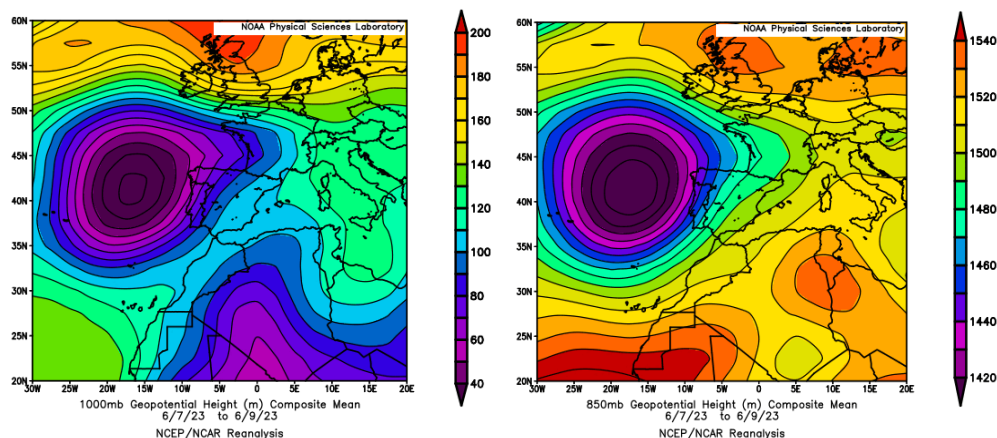 NOAA Physical Sciences Laboratory
60N
55N
50N
45N
40N
35N
30N
25N
20N
30W 25W 20W 15W 10W 5W 0 5E 10E 15E 20E
200
180
160
140
120
100
80
60
40
1000mb Geopotential Height (m) Composite Mean
6/7/23 to 6/9/23
NCEP/NCAR Reanalysis
NOAA Physical Sciences Laboratory
60N
55N
50N
45N
40N
35N
30N
25N
20N
30W 25W 20W 15W 10W 5W 0 5E 10E 15E 20E
1540
1520
1500
1480
1460
1440
1420
850mb Geopotential Height (m) Composite Mean
6/7/23 to 6/9/23
NCEP/NCAR Reanalysis